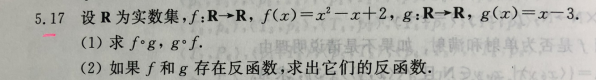 5.17 设 R 为实数集,f:R→R, f(x)=x²−x+2, g:R→R, g(x)=x−3.
(1) 求 f∘g, g∘f.
(2) 如果 f 和 g 存在反函数,求出它们的反函数.